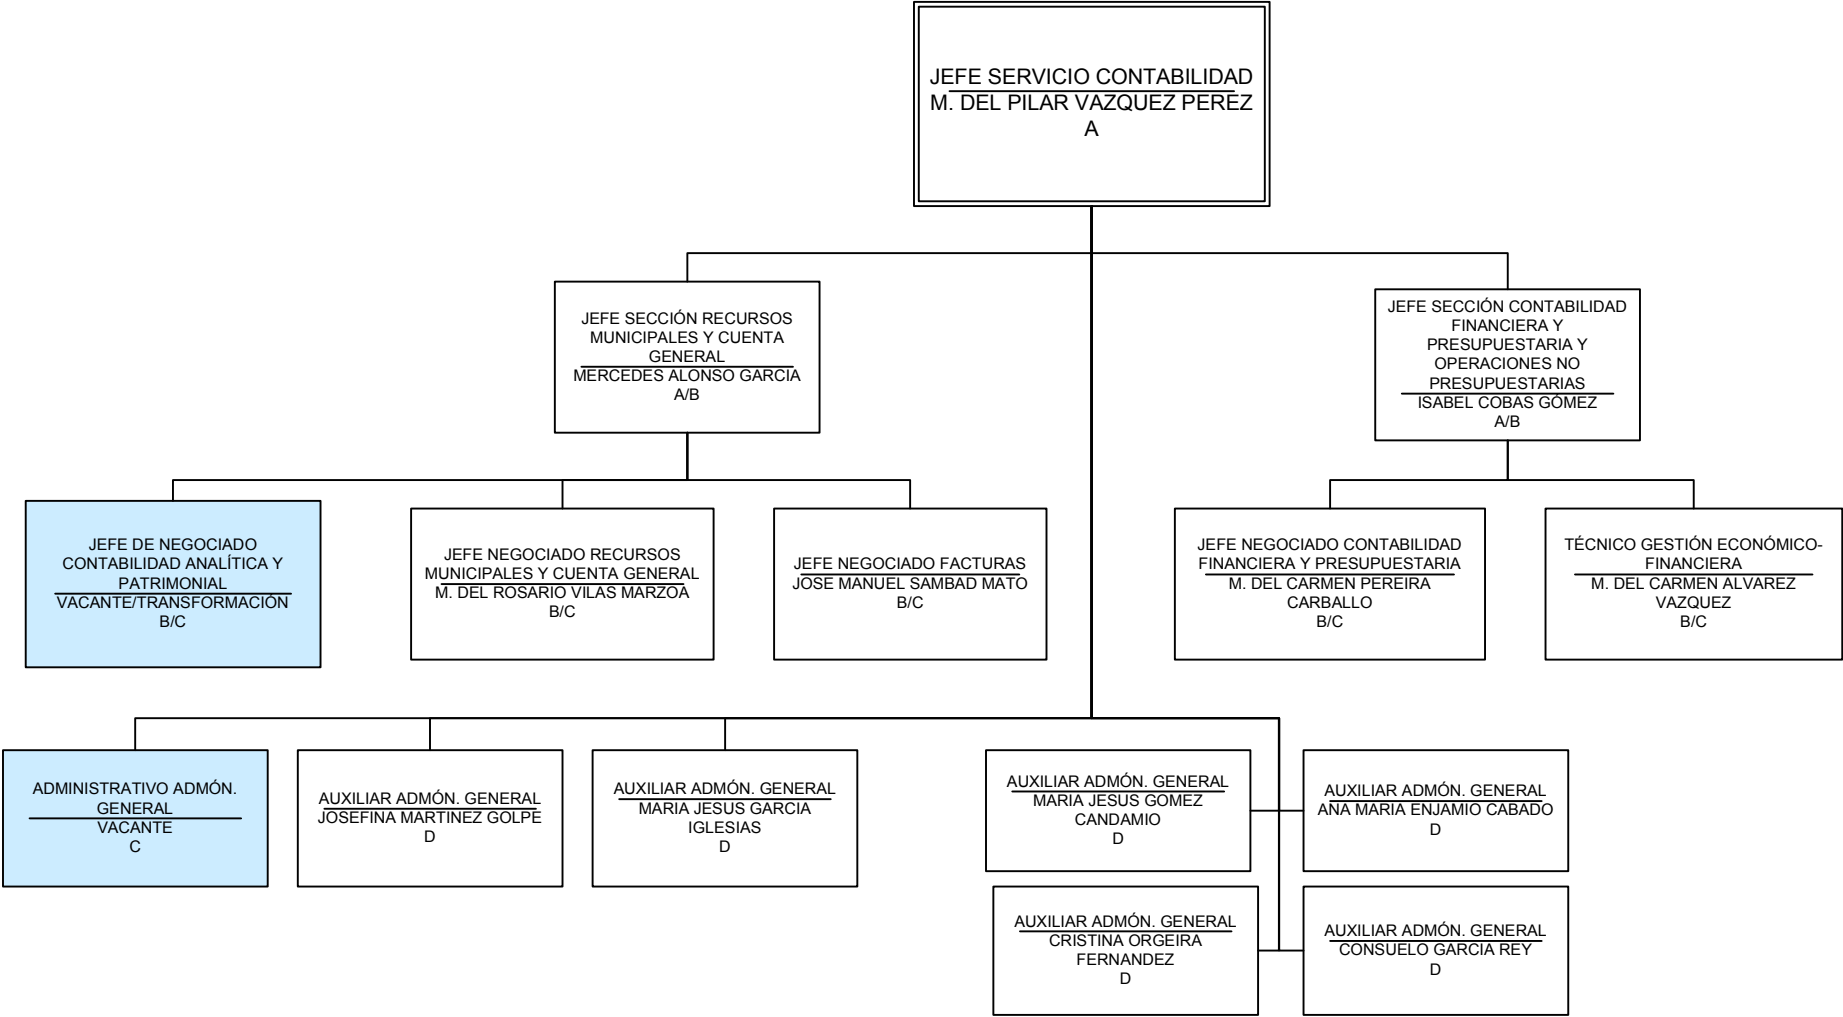 JEFE SERVICIO CONTABILIDAD
M. DEL PILAR VAZQUEZ PEREZ
A
JEFE SECCIÓN RECURSOS
MUNICIPALES Y CUENTA
GENERAL
MERCEDES ALONSO GARCIA
A/B
JEFE SECCIÓN CONTABILIDAD
FINANCIERA Y
PRESUPUESTARIA Y
OPERACIONES NO
PRESUPUESTARIAS
ISABEL COBAS GÓMEZ
A/B
JEFE DE NEGOCIADO
CONTABILIDAD ANALÍTICA Y
PATRIMONIAL
VACANTE/TRANSFORMACIÓN
B/C
JEFE NEGOCIADO RECURSOS
MUNICIPALES Y CUENTA GENERAL
M. DEL ROSARIO VILAS MARZOA
B/C
JEFE NEGOCIADO FACTURAS
JOSE MANUEL SAMBAD MATO
B/C
JEFE NEGOCIADO CONTABILIDAD
FINANCIERA Y PRESUPUESTARIA
M. DEL CARMEN PEREIRA
CARBALLO
B/C
TÉCNICO GESTIÓN ECONÓMICO-
FINANCIERA
M. DEL CARMEN ALVAREZ
VAZQUEZ
B/C
ADMINISTRATIVO ADMÓN.
GENERAL
VACANTE
C
AUXILIAR ADMÓN. GENERAL
JOSEFINA MARTINEZ GOLPE
D
AUXILIAR ADMÓN. GENERAL
MARIA JESUS GARCIA
IGLESIAS
D
AUXILIAR ADMÓN. GENERAL
MARIA JESUS GOMEZ
CANDAMIO
D
AUXILIAR ADMÓN. GENERAL
ANA MARIA ENJAMIO CABADO
D
AUXILIAR ADMÓN. GENERAL
CRISTINA ORGEIRA
FERNANDEZ
D
AUXILIAR ADMÓN. GENERAL
CONSUELO GARCIA REY
D